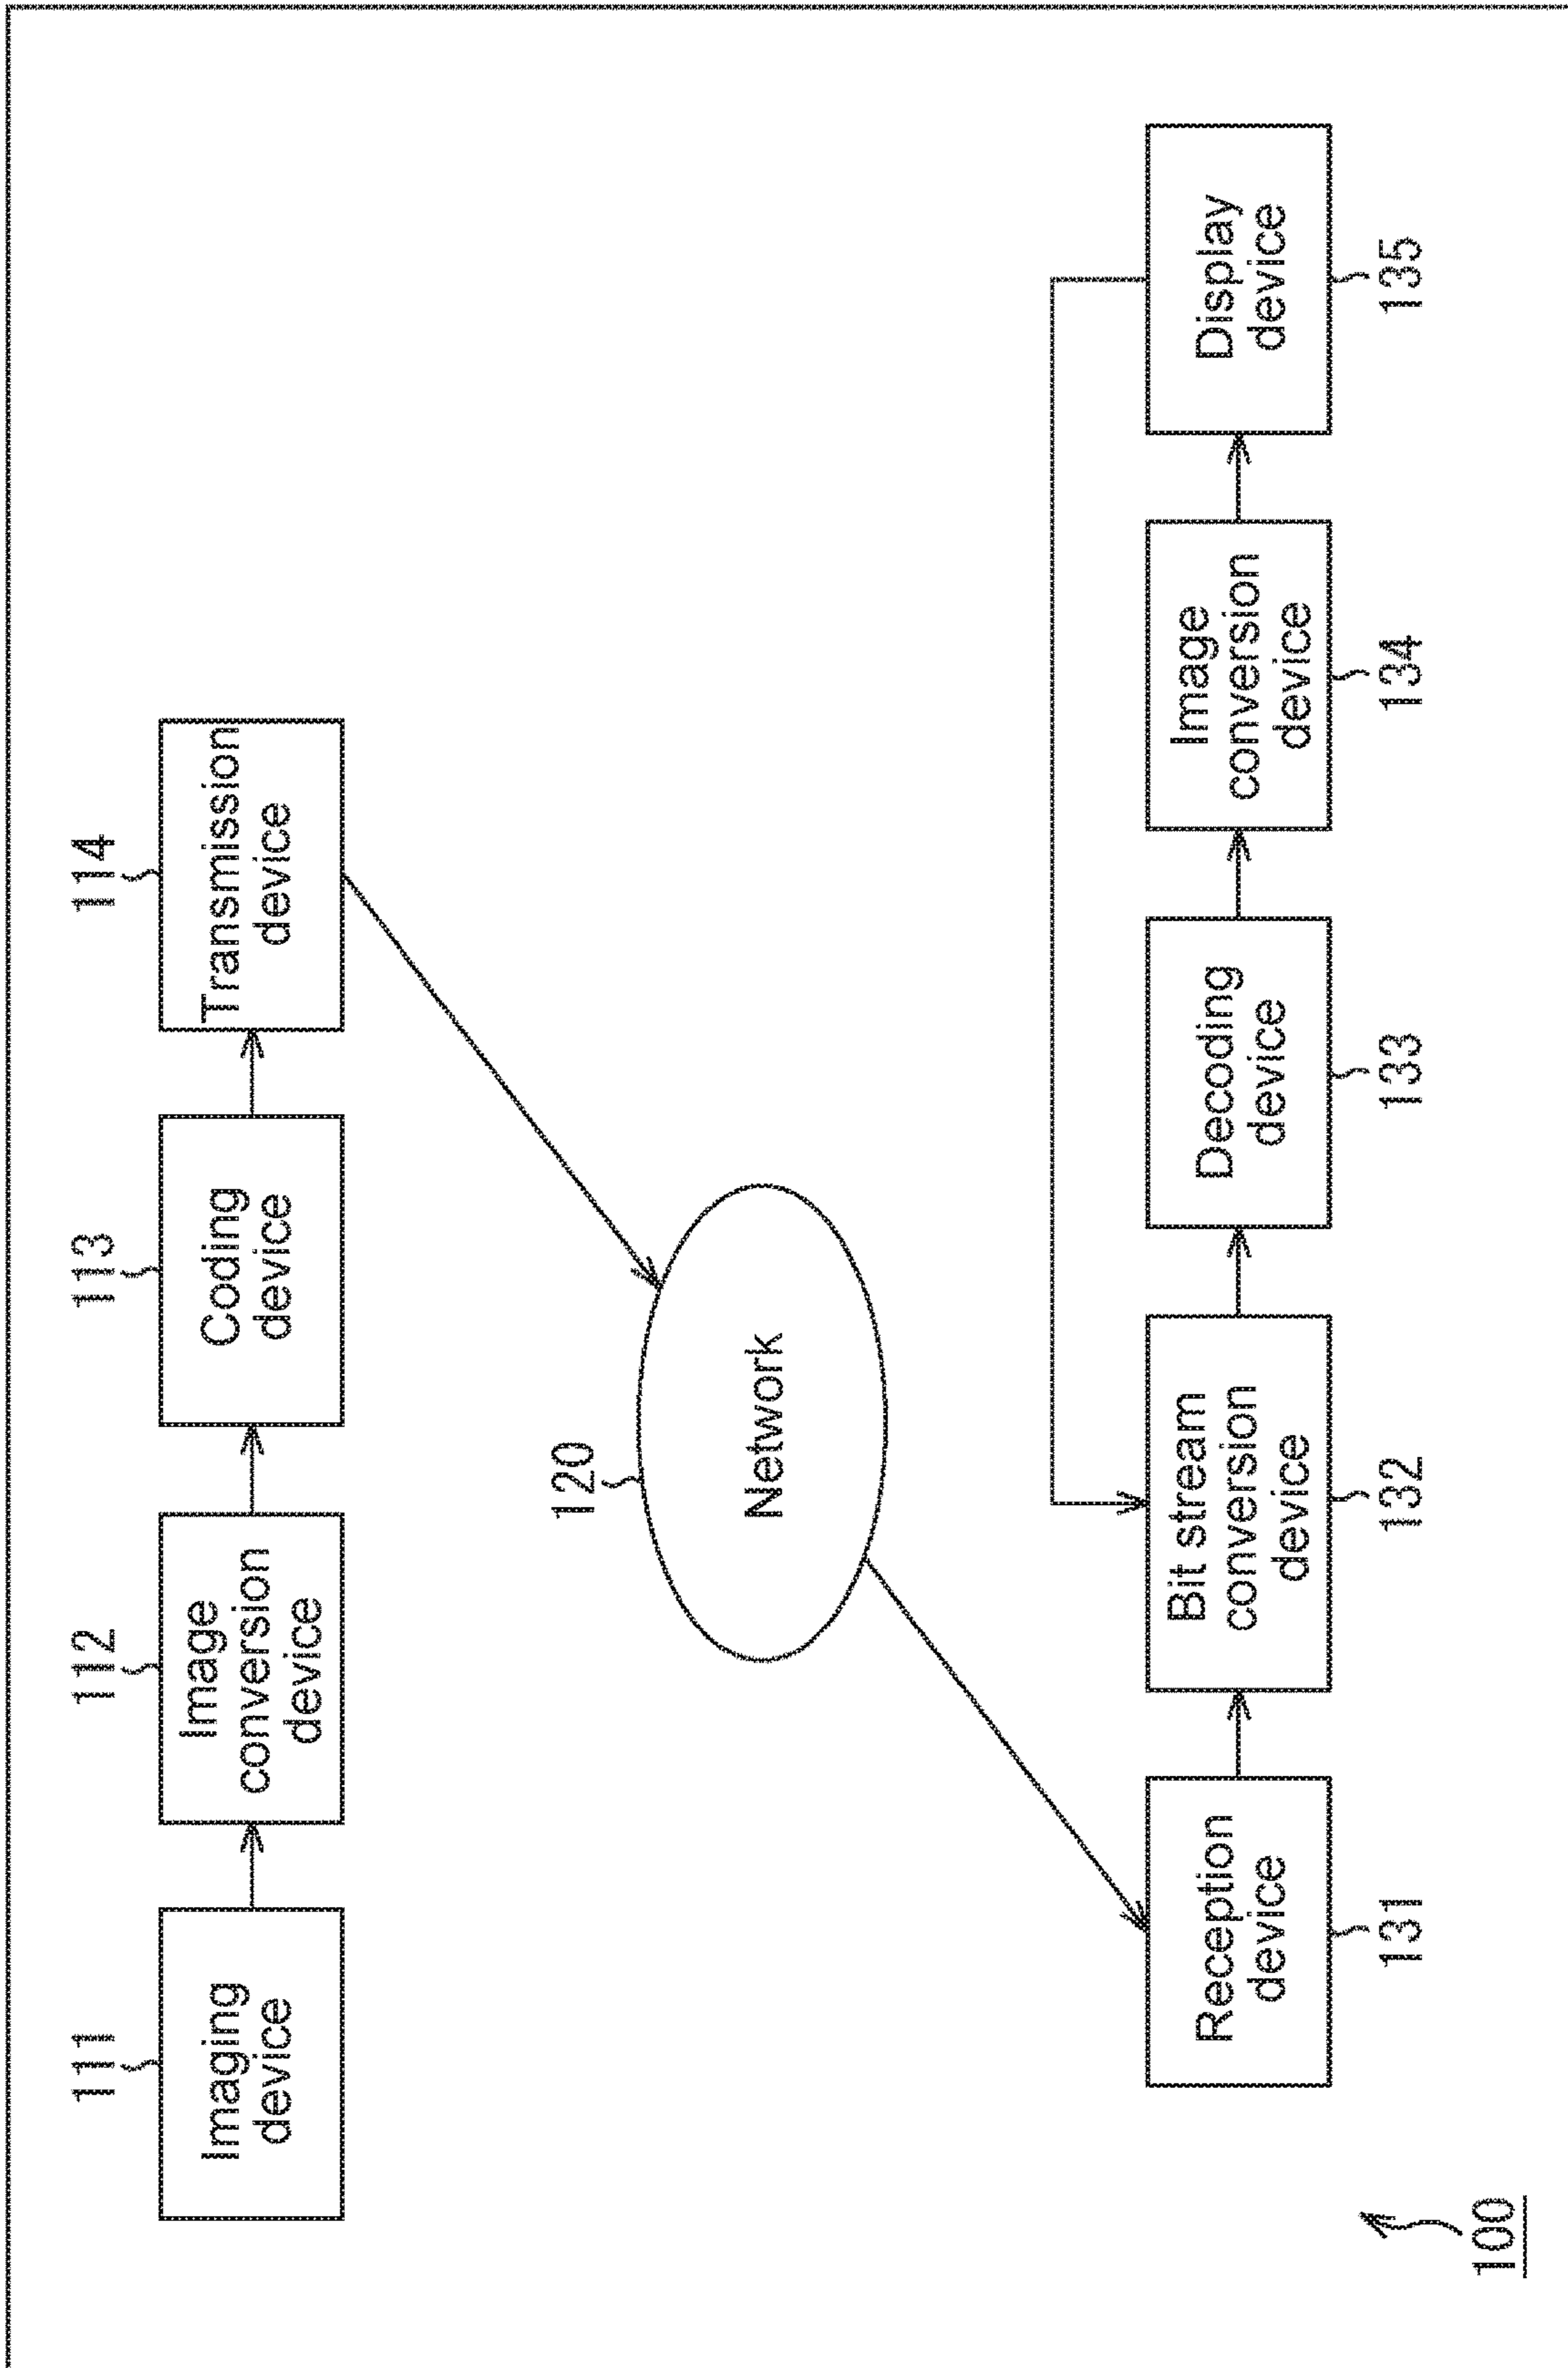 111
Imaging
device
112
Image
conversion
device
113
Coding
device
114
Transmission
device
120
Network
Reception
device
131
Bit stream
conversion
device
132
Decoding
device
133
Image
conversion
device
134
Display
device
135
100